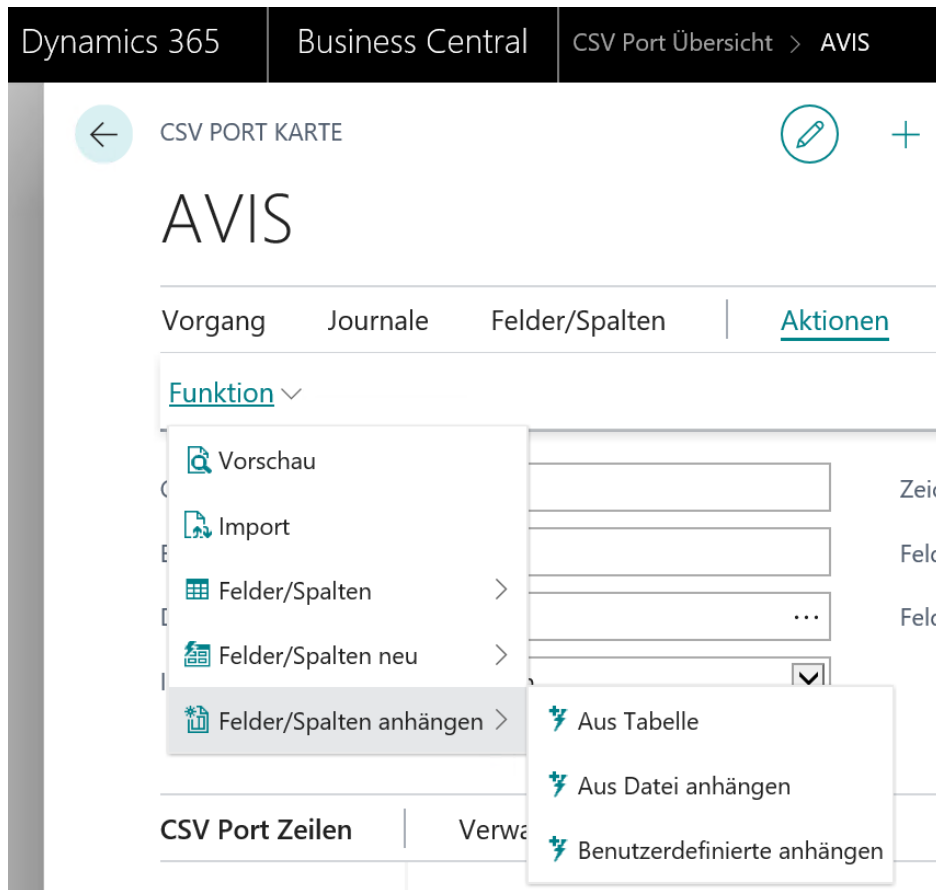 Dynamics 365 Business Central CSV Port Übersicht > AVIS
CSV PORT KARTE
AVIS
Vorgang Journale Felder/Spalten Aktionen
Funktion
Vorschau
Import
Felder/Spalten
Felder/Spalten neu
Felder/Spalten anhängen
Aus Tabelle
Aus Datei anhängen
Benutzerdefinierte anhängen
CSV Port Zeilen